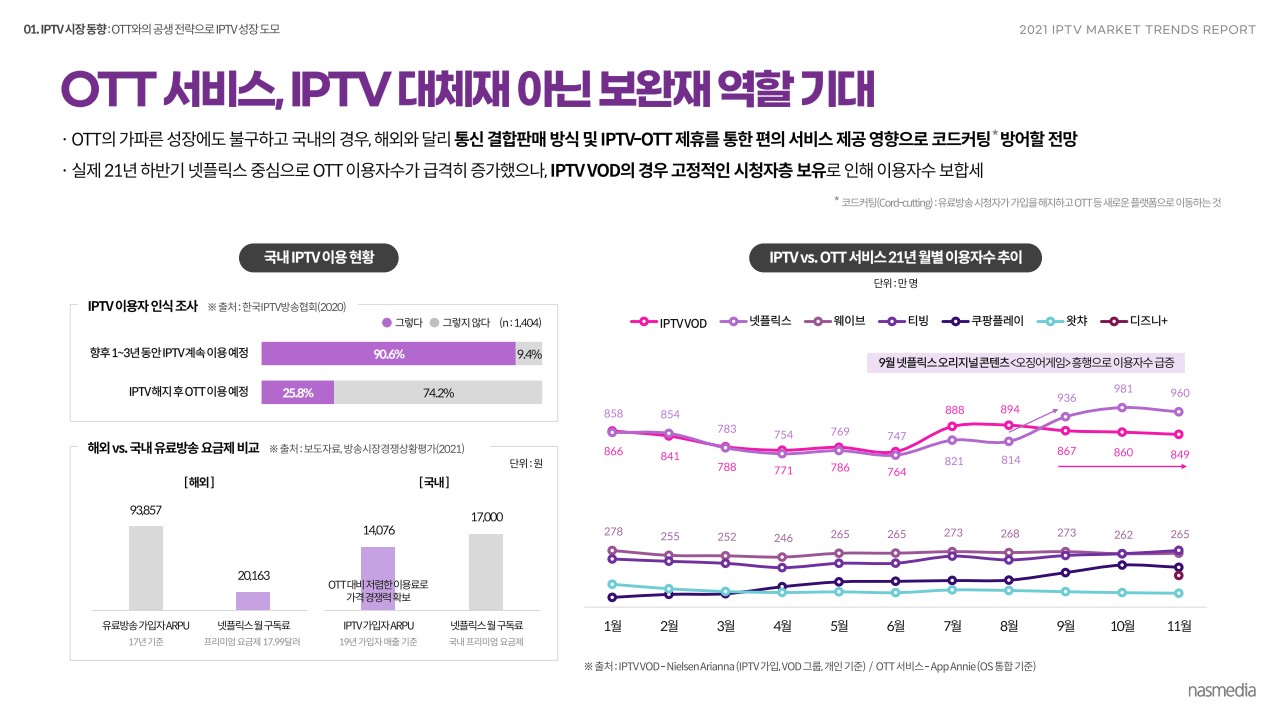 01. IPTV 시장 동향 : OTT와의 공생 전략으로 IPTV 성장 도모
2021 IPTV MARKET TRENDS REPORT
OTT 서비스, IPTV 대체재 아닌 보완재 역할 기대
· OTT의 가파른 성장에도 불구하고 국내의 경우, 해외와 달리 통신 결합판매 방식 및 IPTV-OTT 제휴를 통한 편의 서비스 제공 영향으로 코드커팅* 방어할 전망
· 실제 21년 하반기 넷플릭스 중심으로 OTT 이용자수가 급격히 증가했으나, IPTV VOD의 경우 고정적인 시청자층 보유로 인해 이용자수 보합세
* 코드커팅(Cord-cutting) : 유료방송 시청자가 가입을 해지하고 OTT 등 새로운 플랫폼으로 이동하는 것
국내 IPTV 이용 현황
IPTV 이용자 인식 조사 ※ 출처 : 한국IPTV방송협회(2020)
그렇다 그렇지 않다 (n : 1,404)
향후 1~3년 동안 IPTV 계속 이용 예정 90.6% 9.4%
IPTV 해지 후 OTT 이용 예정 25.8% 74.2%
해외 vs. 국내 유료방송 요금제 비교 ※ 출처 : 보도자료, 방송시장경쟁상황평가(2021)
단위 : 원
[ 해외 ] [ 국내 ]
93,857 20,163 14,076 17,000
OTT 대비 저렴한 이용료로
가격 경쟁력 확보
유료방송 가입자 ARPU 넷플릭스 월 구독료 IPTV 가입자 ARPU 넷플릭스 월 구독료
17년 기준 프리미엄 요금제 17.99달러 19년 가입자 매출 기준 국내 프리미엄 요금제
IPTV vs. OTT 서비스 21년 월별 이용자수 추이
단위 : 만 명
IPTV VOD 넷플릭스 웨이브 티빙 쿠팡플레이 왓챠 디즈니+
9월 넷플릭스 오리지널 콘텐츠 <오징어게임> 흥행으로 이용자수 급증
858 854 783 754 769 747 888 894 936 981 960
866 841 788 771 786 764 821 814 867 860 849
278 255 252 246 265 265 273 268 273 262 265
1월 2월 3월 4월 5월 6월 7월 8월 9월 10월 11월
※ 출처 : IPTV VOD – Nielsen Arianna (IPTV 가입, VOD 그룹, 개인 기준) / OTT 서비스 – App Annie (OS 통합 기준)
nasmedia